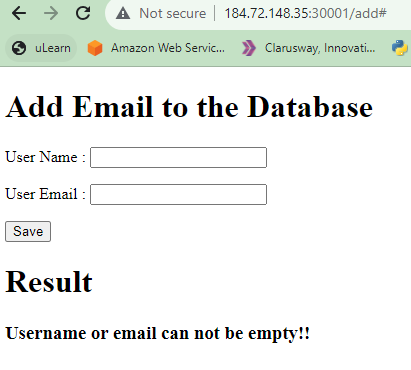 Not secure | 184.72.148.35:30001/add#
uLearn Amazon Web Servic... Clarusway, Innovati...
Add Email to the Database
User Name :
User Email :
Save
Result
Username or email can not be empty!!